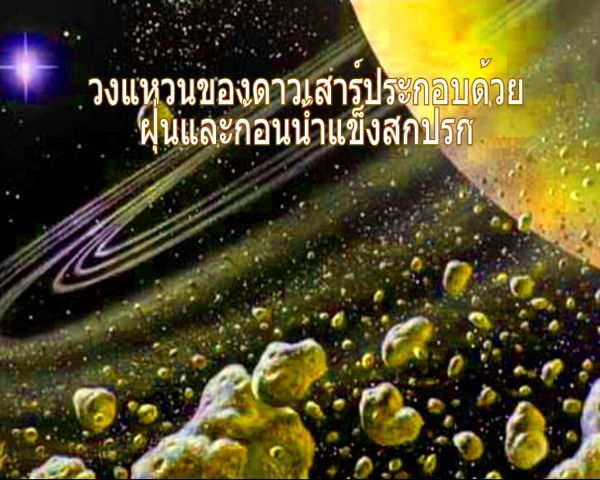 วงแหวนของดาวเสาร์ประกอบด้วย
ฝุ่นและก้อนน้ำแข็งสกปรก